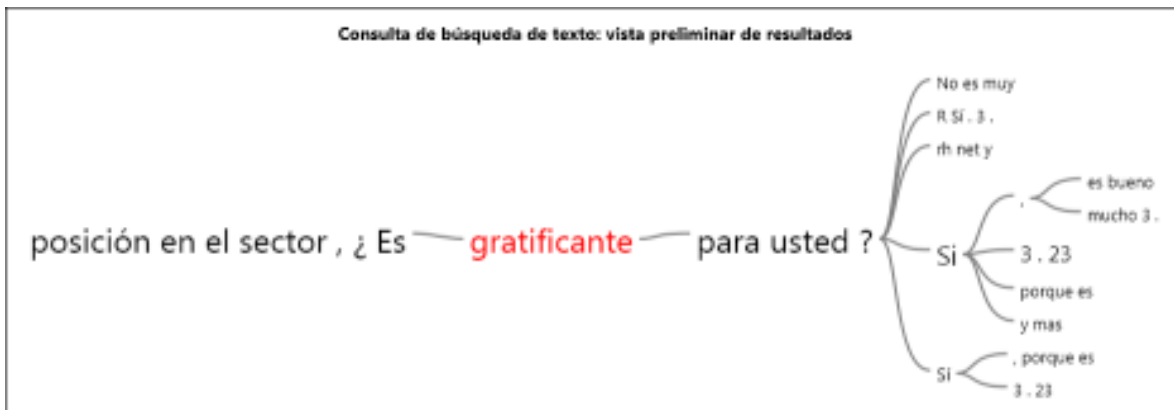 Consulta de búsqueda de texto: vista preliminar de resultados
No es muy
R Sí . 3 .
rh net y
posición en el sector , ¿ Es gratificante para usted ?
Si
,
es bueno
mucho 3 .
3 . 23
porque es
y mas
Si
, porque es
3 . 23